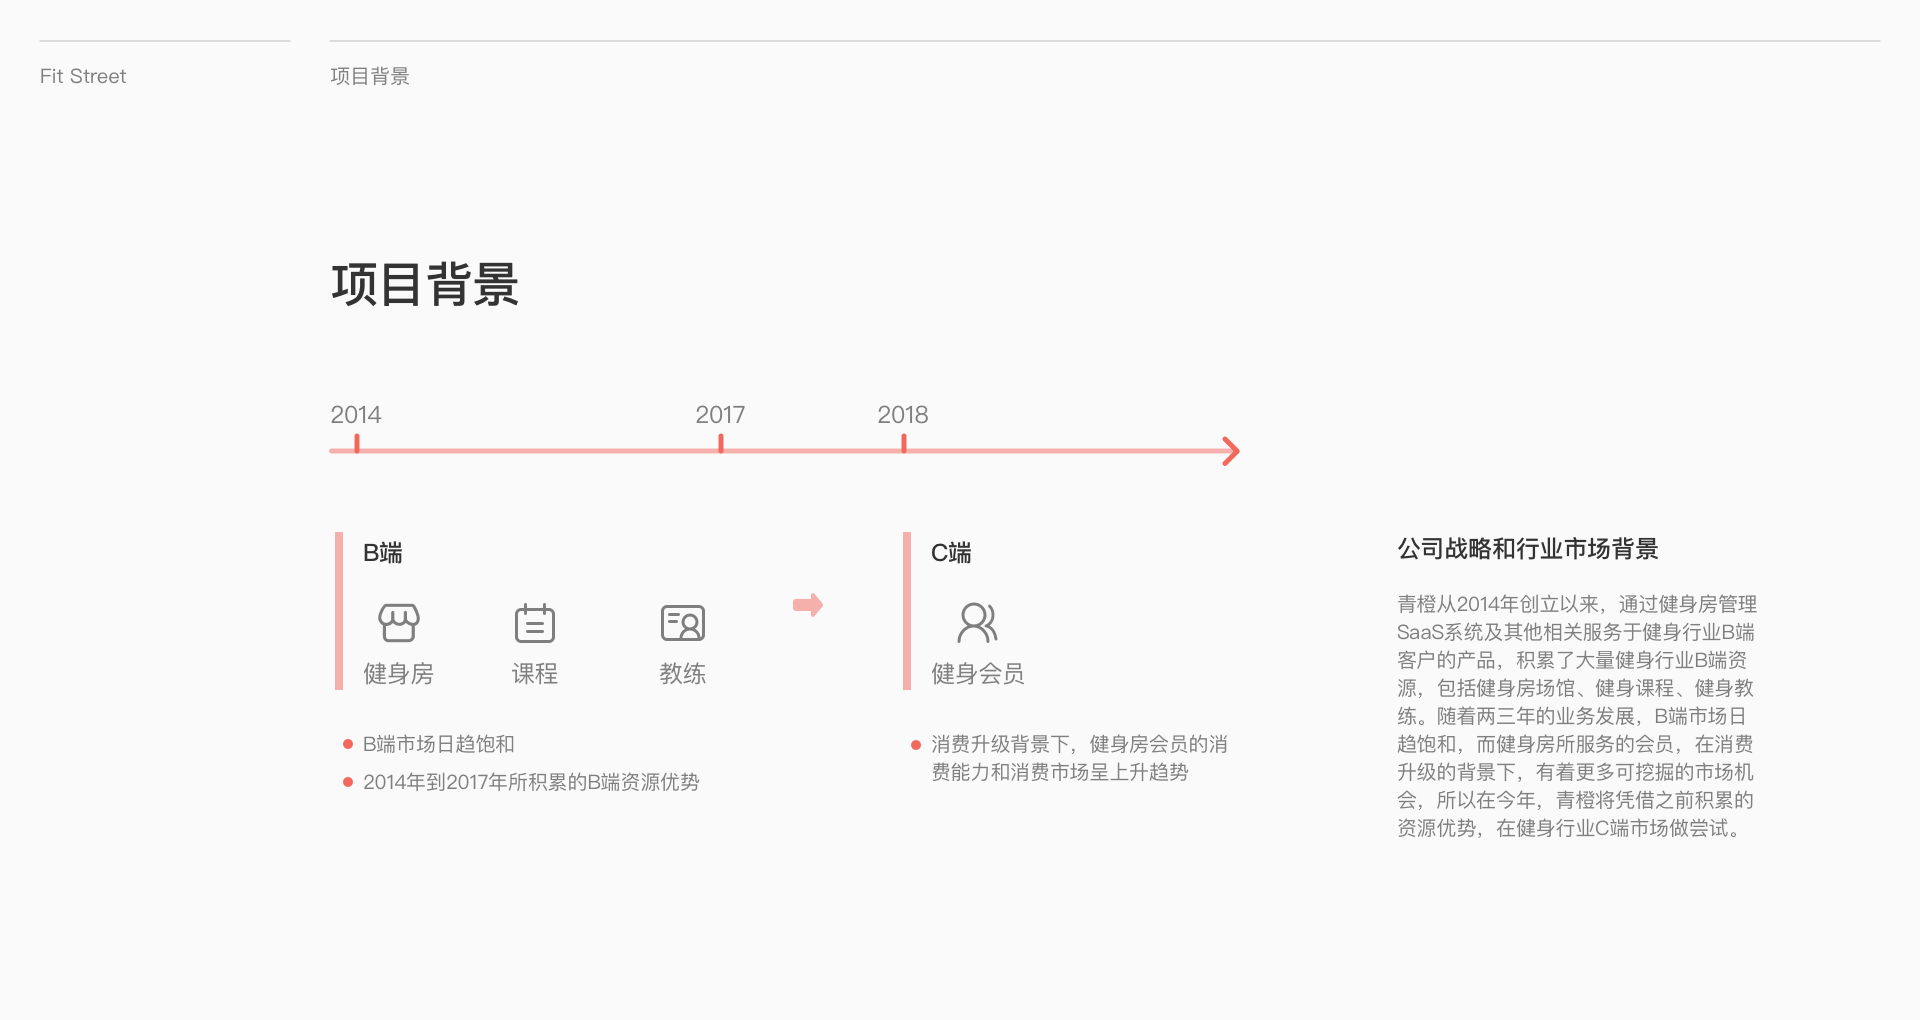 Fit Street
项目背景
项目背景
2014
2017
2018
B端
健身房
课程
教练
B端市场日趋饱和
2014年到2017年所积累的B端资源优势
C端
健身会员
消费升级背景下，健身房会员的消
费能力和消费市场呈上升趋势
公司战略和行业市场背景
青橙从2014年创立以来，通过健身房管理
SaaS系统及其他相关服务于健身行业B端
客户的产品，积累了大量健身行业B端资
源，包括健身房场馆、健身课程、健身教
练。随着两三年的业务发展，B端市场日
趋饱和，而健身房所服务的会员，在消费
升级的背景下，有着更多可挖掘的市场机
会，所以在今年，青橙将凭借之前积累的
资源优势，在健身行业C端市场做尝试。